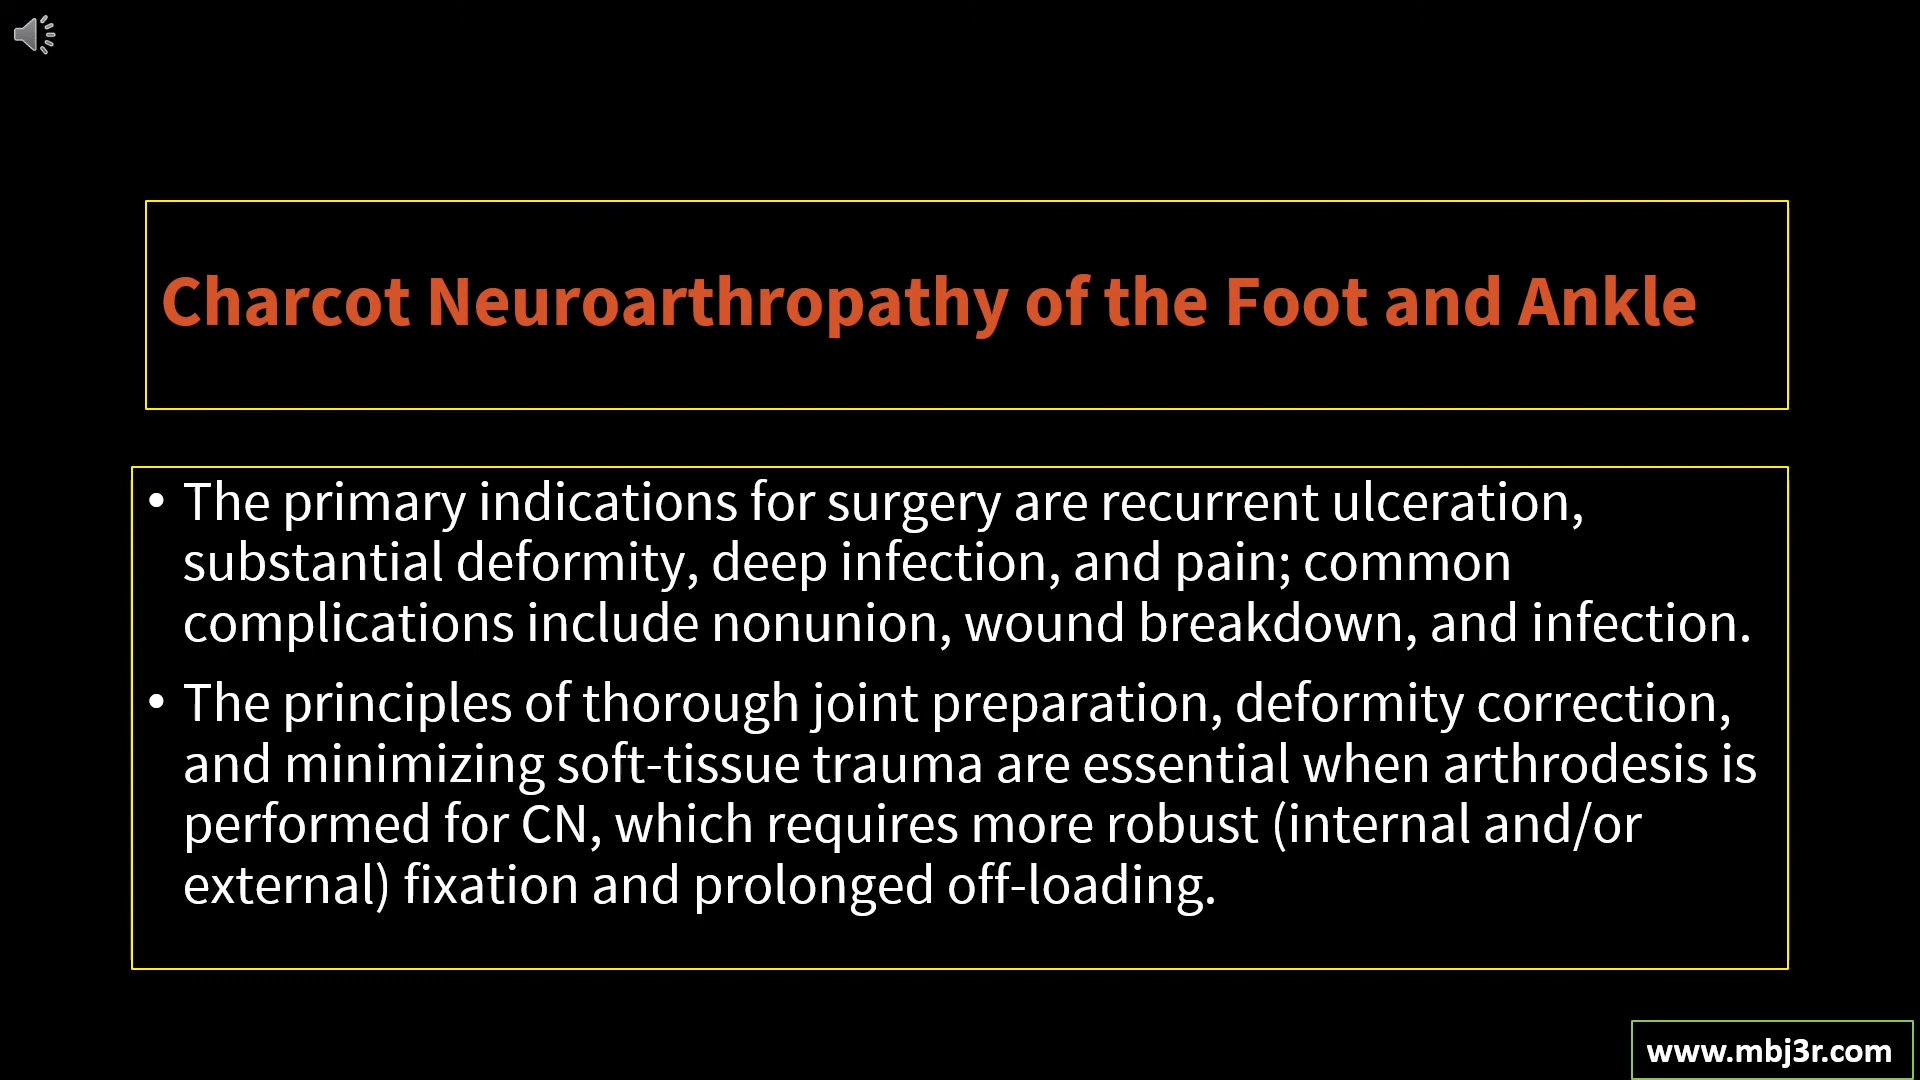 Charcot Neuroarthropathy of the Foot and Ankle
• The primary indications for surgery are recurrent ulceration,
substantial deformity, deep infection, and pain; common
complications include nonunion, wound breakdown, and infection.
• The principles of thorough joint preparation, deformity correction,
and minimizing soft-tissue trauma are essential when arthrodesis is
performed for CN, which requires more robust (internal and/or
external) fixation and prolonged off-loading.
www.mbj3r.com